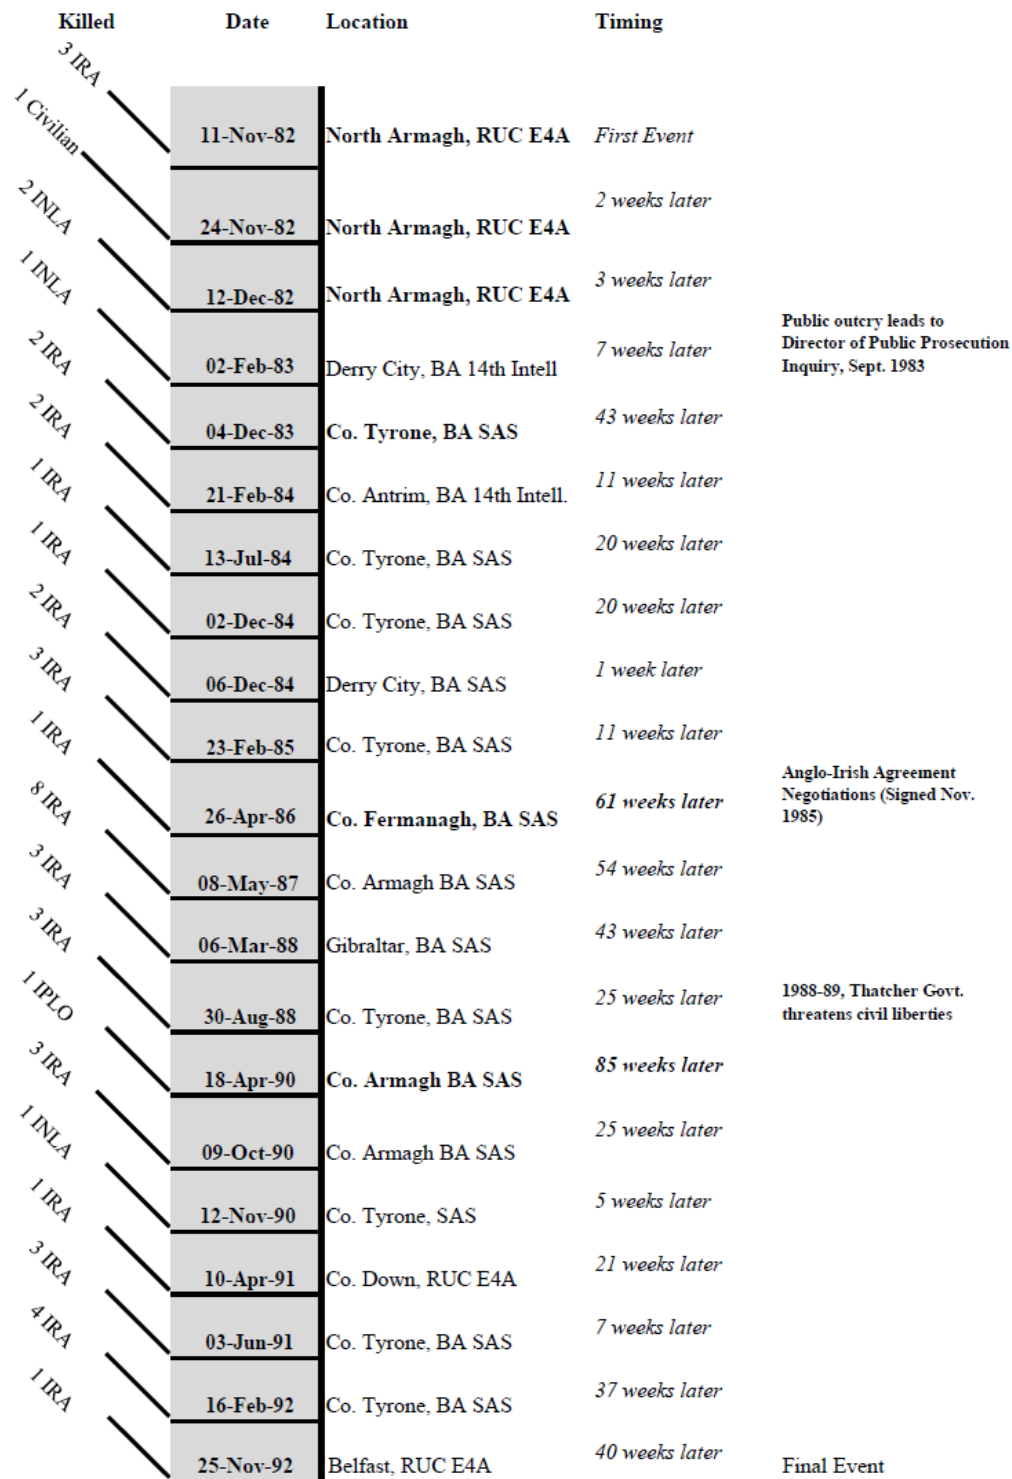 Killed Date Location Timing
3 IRA 11-Nov-82 North Armagh, RUC E4A First Event
1 Civilian 24-Nov-82 North Armagh, RUC E4A 2 weeks later
2 INLA 12-Dec-82 North Armagh, RUC E4A 3 weeks later
1 INLA 02-Feb-83 Derry City, BA 14th Intell 7 weeks later
Public outcry leads to
Director of Public Prosecution
Inquiry, Sept. 1983
2 IRA 04-Dec-83 Co. Tyrone, BA SAS 43 weeks later
2 IRA 21-Feb-84 Co. Antrim, BA 14th Intell. 11 weeks later
1 IRA 13-Jul-84 Co. Tyrone, BA SAS 20 weeks later
1 IRA 02-Dec-84 Co. Tyrone, BA SAS 20 weeks later
2 IRA 06-Dec-84 Derry City, BA SAS 1 week later
3 IRA 23-Feb-85 Co. Tyrone, BA SAS 11 weeks later
1 IRA 26-Apr-86 Co. Fermanagh, BA SAS 61 weeks later
Anglo-Irish Agreement
Negotiations (Signed Nov.
1985)
8 IRA 08-May-87 Co. Armagh BA SAS 54 weeks later
3 IRA 06-Mar-88 Gibraltar, BA SAS 43 weeks later
3 IRA 30-Aug-88 Co. Tyrone, BA SAS 25 weeks later
1988-89, Thatcher Govt.
threatens civil liberties
1 IPLO 18-Apr-90 Co. Armagh BA SAS 85 weeks later
3 IRA 09-Oct-90 Co. Armagh BA SAS 25 weeks later
1 INLA 12-Nov-90 Co. Tyrone, SAS 5 weeks later
1 IRA 10-Apr-91 Co. Down, RUC E4A 21 weeks later
3 IRA 03-Jun-91 Co. Tyrone, BA SAS 7 weeks later
4 IRA 16-Feb-92 Co. Tyrone, BA SAS 37 weeks later
1 IRA 25-Nov-92 Belfast, RUC E4A 40 weeks later Final Event